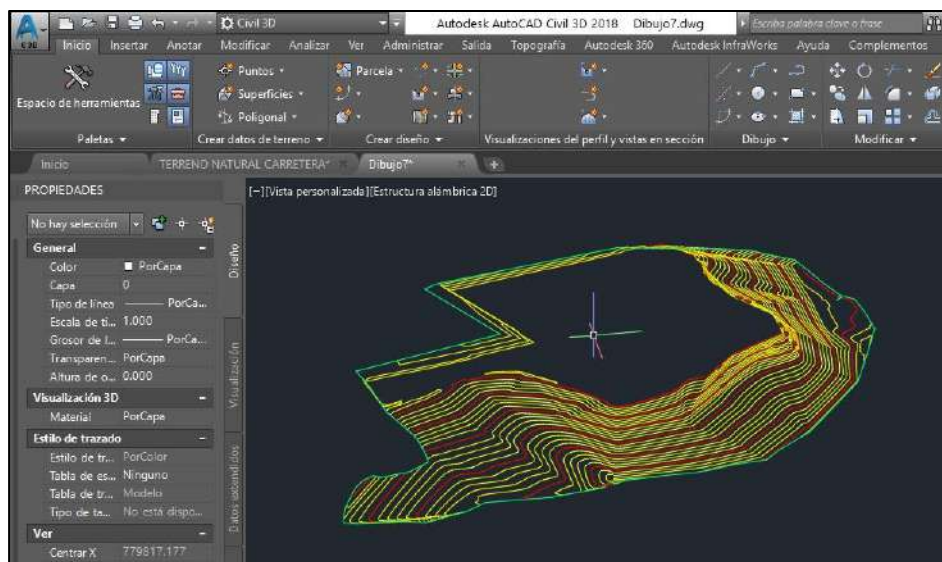 Civil 3D
Autodesk AutoCAD Civil 3D 2018 Dibujo7.dwg
Escriba palabra clave o frase
C3D
Inicio Insertar Anotar Modificar Analizar Ver Administrar Salida Topografía Autodesk 360 Autodesk InfraWorks Ayuda Complementos
Espacio de herramientas
Puntos
Superficies
Poligonal
Parcela
Paletas Crear datos de terreno Crear diseño Visualizaciones del perfil y vistas en sección Dibujo Modificar
Inicio TERRENO NATURAL CARRETERA* Dibujo7* +
PROPIEDADES
[−][Vista personalizada][Estructura alámbrica 2D]
No hay selección
General
Color PorCapa
Capa 0
Tipo de línea PorCa...
Escala de ti... 1.000
Grosor de l... PorCa...
Transparen... PorCapa
Altura de o... 0.000
Visualización 3D
Material PorCapa
Estilo de trazado
Estilo de tr... PorColor
Tabla de es... Ninguno
Tabla de tr... Modelo
Tipo de ta... No está dispo...
Ver
Centrar X 779817.177
Diseño
Visualización
Datos extendidos